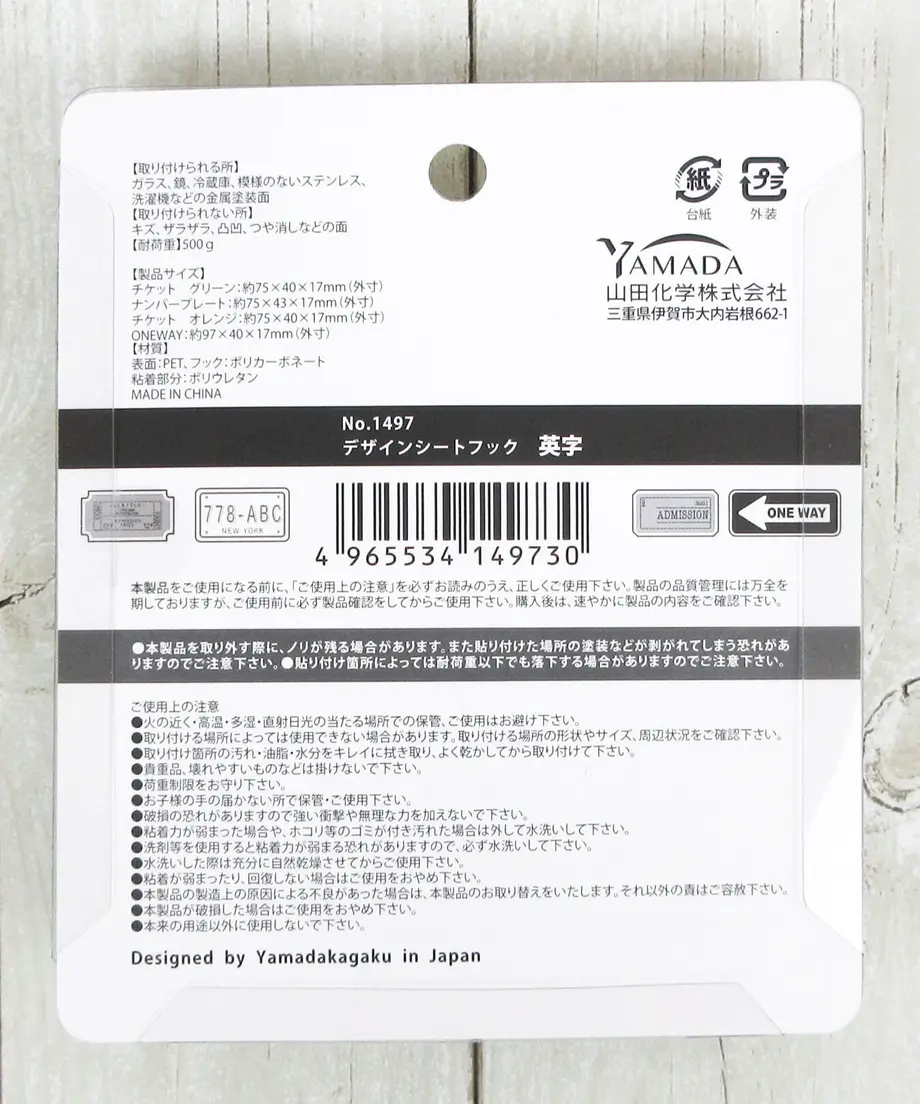 【取り付けられる所】
ガラス、鏡、冷蔵庫、模様のないステンレス、
洗濯機などの金属塗装面
【取り付けられない所】
キズ、ザラザラ、凸凹、つや消しなどの面
【耐荷重】500g
【製品サイズ】
チケット　グリーン：約75×40×17mm（外寸）
ナンバープレート：約75×43×17mm（外寸）
チケット　オレンジ：約75×40×17mm（外寸）
ONEWAY：約97×40×17mm（外寸）
【材質】
表面：PET、フック：ポリカーボネート
粘着部分：ポリウレタン
MADE IN CHINA
紙
プラ
台紙
外装
YAMADA
山田化学株式会社
三重県伊賀市大内岩根662-1
No.1497
デザインシートフック　英字
778-ABC
NEW YORK
4 965534 149730
ADMISSION
ONE WAY
本製品をご使用になる前に、「ご使用上の注意」を必ずお読みのうえ、正しくご使用下さい。製品の品質管理には万全を
期しておりますが、ご使用前に必ず製品確認をしてからご使用下さい。購入後は、速やかに製品の内容をご確認下さい。
●本製品を取り外す際に、ノリが残る場合があります。また貼り付けた場所の塗装などが剥がれてしまう恐れがあ
りますのでご注意下さい。●貼り付け箇所によっては耐荷重以下でも落下する場合がありますのでご注意下さい。
ご使用上の注意
●火の近く・高温・多湿・直射日光の当たる場所での保管、ご使用はお避け下さい。
●取り付ける場所によっては使用できない場合があります。取り付ける場所の形状やサイズ、周辺状況をご確認下さい。
●取り付け箇所の汚れ・油脂・水分をキレイに拭き取り、よく乾かしてから取り付けて下さい。
●貴重品、壊れやすいものなどは掛けないで下さい。
●荷重制限をお守り下さい。
●お子様の手の届かない所で保管・ご使用下さい。
●破損の恐れがありますので強い衝撃や無理な力を加えないで下さい。
●粘着力が弱まった場合や、ホコリ等のゴミが付き汚れた場合は外して水洗いして下さい。
●洗剤等を使用すると粘着力が弱まる恐れがありますので、必ず水洗いして下さい。
●水洗いした際は充分に自然乾燥させてからご使用下さい。
●粘着が弱まったり、回復しない場合はご使用をおやめ下さい。
●本製品の製造上の原因による不良があった場合は、本製品のお取り替えをいたします。それ以外の責はご容赦下さい。
●本製品が破損した場合はご使用をおやめ下さい。
●本来の用途以外に使用しないで下さい。
Designed by Yamadakagaku in Japan